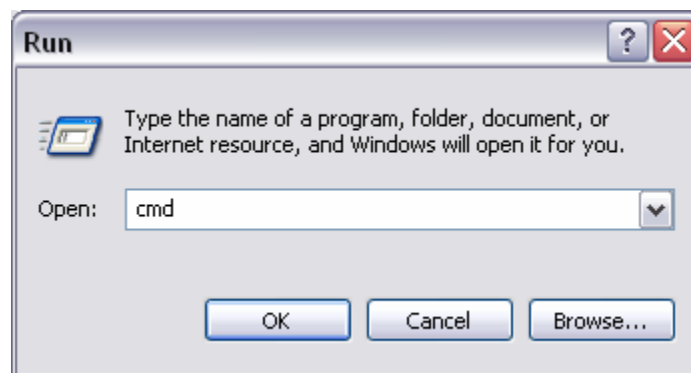 Run
Type the name of a program, folder, document, or
Internet resource, and Windows will open it for you.
Open: cmd
OK Cancel Browse...